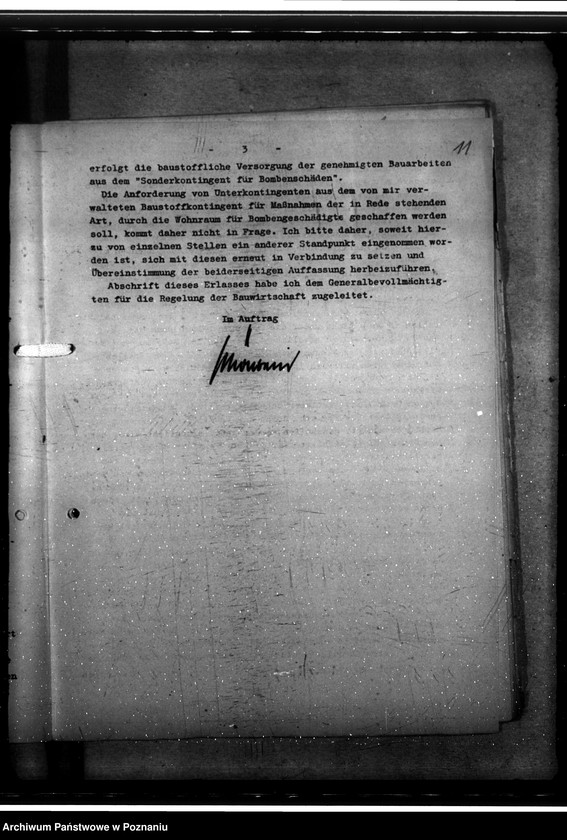 - 3 -
11
erfolgt die baustoffliche Versorgung der genehmigten Bauarbeiten
aus dem "Sonderkontingent für Bombenschäden".
Die Anforderung von Unterkontingenten aus dem von mir ver-
walteten Baustoffkontingent für Maßnahmen der in Rede stehenden
Art, durch die Wohnraum für Bombengeschädigte geschaffen werden
soll, kommt daher nicht in Frage. Ich bitte daher, soweit hier-
zu von einzelnen Stellen ein anderer Standpunkt eingenommen wor-
den ist, sich mit diesen erneut in Verbindung zu setzen und
Übereinstimmung der beiderseitigen Auffassung herbeizuführen.
Abschrift dieses Erlasses habe ich dem Generalbevollmächtig-
ten für die Regelung der Bauwirtschaft zugeleitet.
Im Auftrag
Archiwum Państwowe w Poznaniu